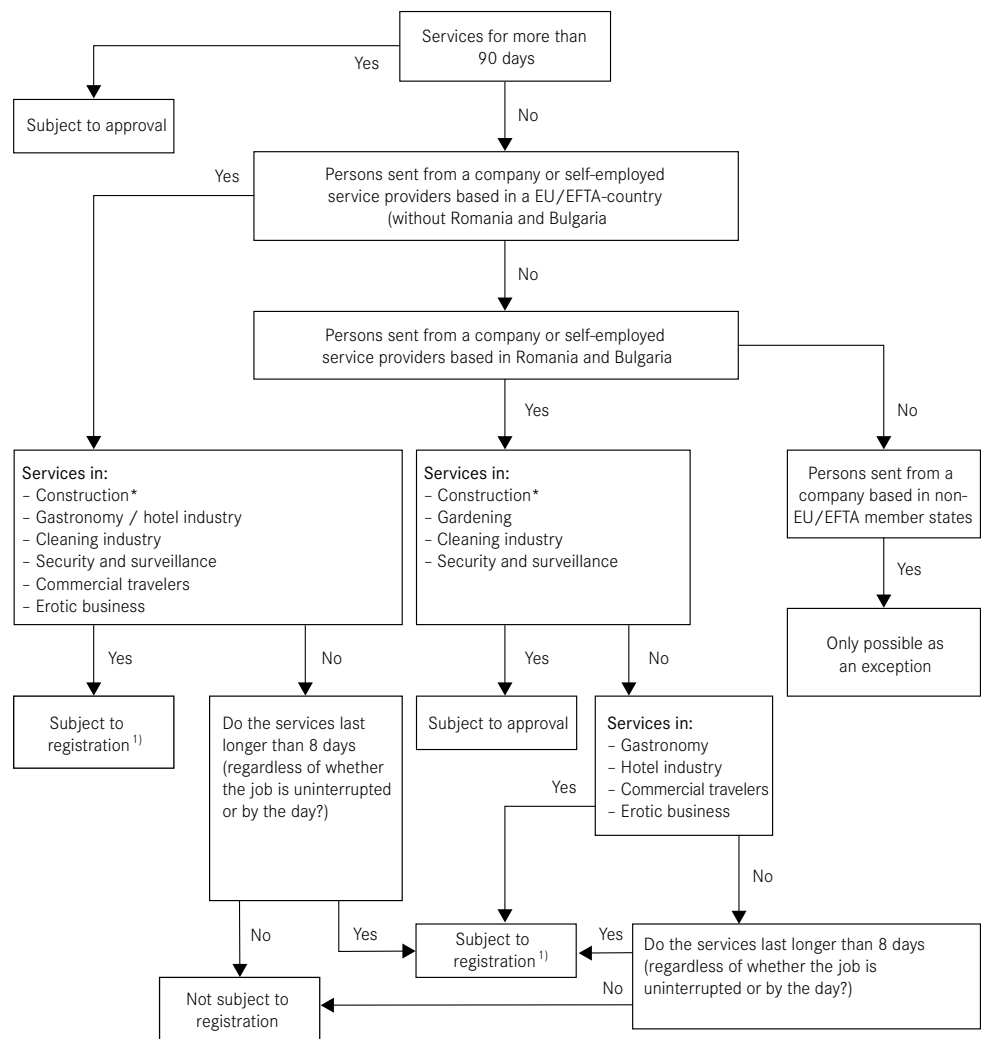 Services for more than
90 days
Yes
Subject to approval
No
Persons sent from a company or self-employed
service providers based in a EU/EFTA-country
(without Romania and Bulgaria
Yes
No
Persons sent from a company or self-employed
service providers based in Romania and Bulgaria
Yes
No
Services in:
– Construction*
– Gastronomy / hotel industry
– Cleaning industry
– Security and surveillance
– Commercial travelers
– Erotic business
Services in:
– Construction*
– Gardening
– Cleaning industry
– Security and surveillance
Persons sent from a
company based in non-
EU/EFTA member states
Yes
Only possible as
an exception
Yes
No
Yes
No
Subject to
registration 1)
Do the services last
longer than 8 days
(regardless of whether
the job is uninterrupted
or by the day?)
Subject to approval
Services in:
– Gastronomy
– Hotel industry
– Commercial travelers
– Erotic business
Yes
No
No
Yes
Subject to
registration 1)
Yes
No
Do the services last longer than 8 days
(regardless of whether the job is
uninterrupted or by the day?)
Not subject to
registration